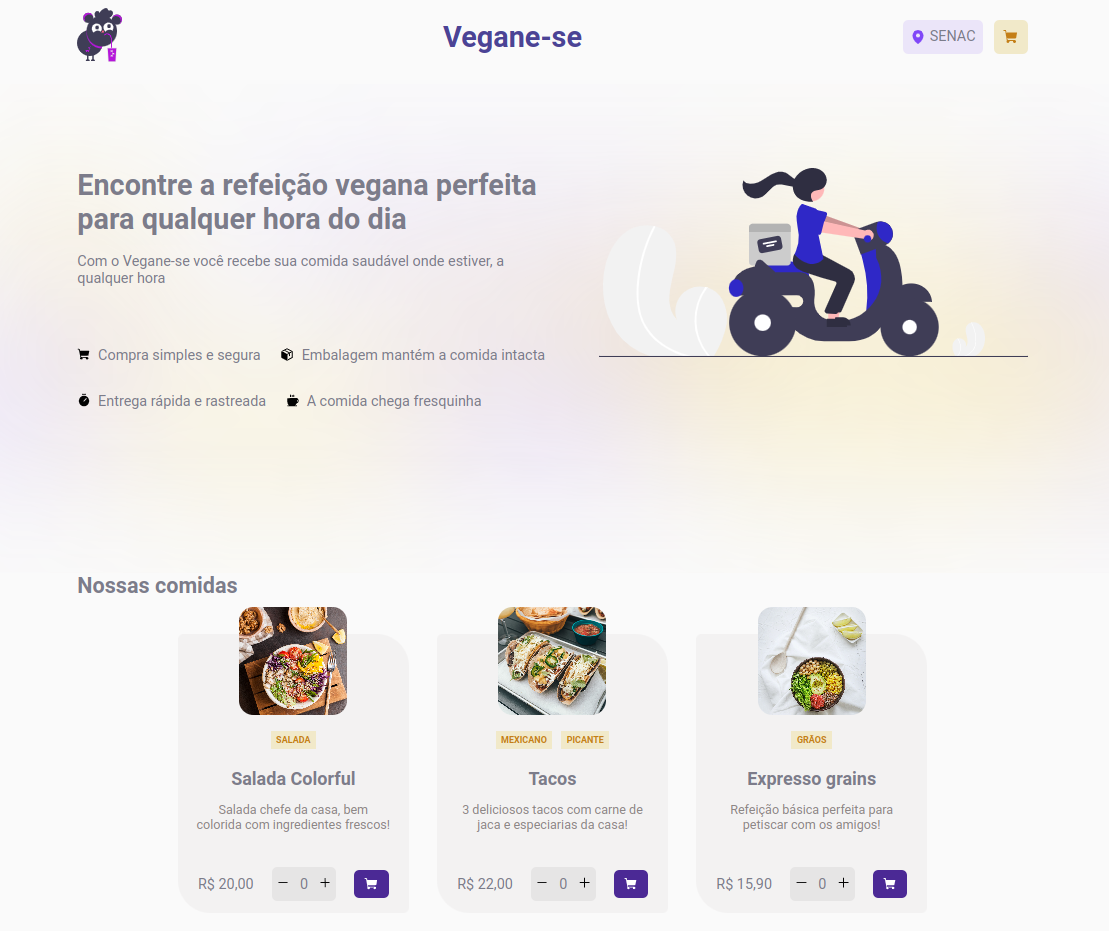 Vegane-se
SENAC
Encontre a refeição vegana perfeita
para qualquer hora do dia
Com o Vegane-se você recebe sua comida saudável onde estiver, a
qualquer hora
Compra simples e segura
Embalagem mantém a comida intacta
Entrega rápida e rastreada
A comida chega fresquinha
Nossas comidas
SALADA
Salada Colorful
Salada chefe da casa, bem
colorida com ingredientes frescos!
R$ 20,00
− 0 +
MEXICANO PICANTE
Tacos
3 deliciosos tacos com carne de
jaca e especiarias da casa!
R$ 22,00
− 0 +
GRÃOS
Expresso grains
Refeição básica perfeita para
petiscar com os amigos!
R$ 15,90
− 0 +